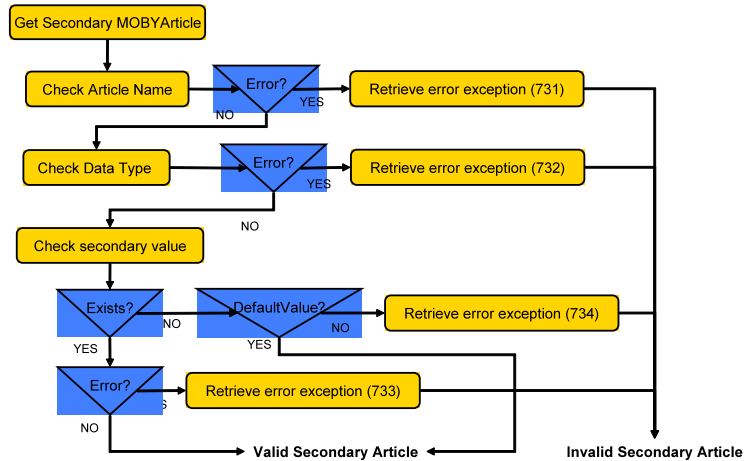 Get Secondary MOBYArticle
Check Article Name
Error?
Retrieve error exception (731)
YES
NO
Check Data Type
Error?
Retrieve error exception (732)
YES
NO
Check secondary value
Exists?
NO
DefaultValue?
NO
Retrieve error exception (734)
YES
YES
Error?
Retrieve error exception (733)
S
NO
Valid Secondary Article
Invalid Secondary Article